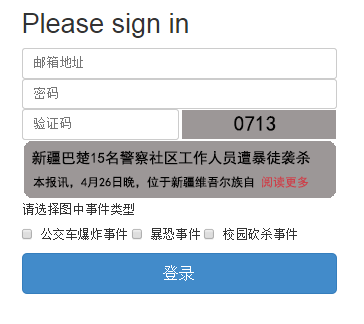 Please sign in
邮箱地址
密码
验证码 0713
新疆巴楚15名警察社区工作人员遭暴徒袭杀
本报讯，4月26日晚，位于新疆维吾尔族自 阅读更多
请选择图中事件类型
公交车爆炸事件 暴恐事件 校园砍杀事件
登录